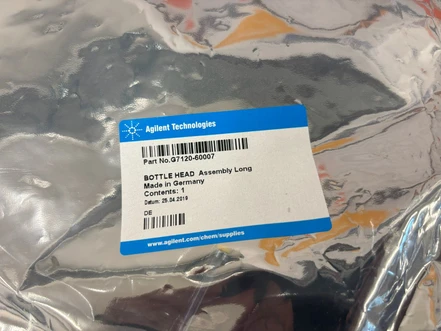 Agilent Technologies
Part No.G7120-60007
BOTTLE HEAD Assembly Long
Made in Germany
Contents: 1
Datum: 25.04.2018
DE
www.agilent.com/chem/supplies